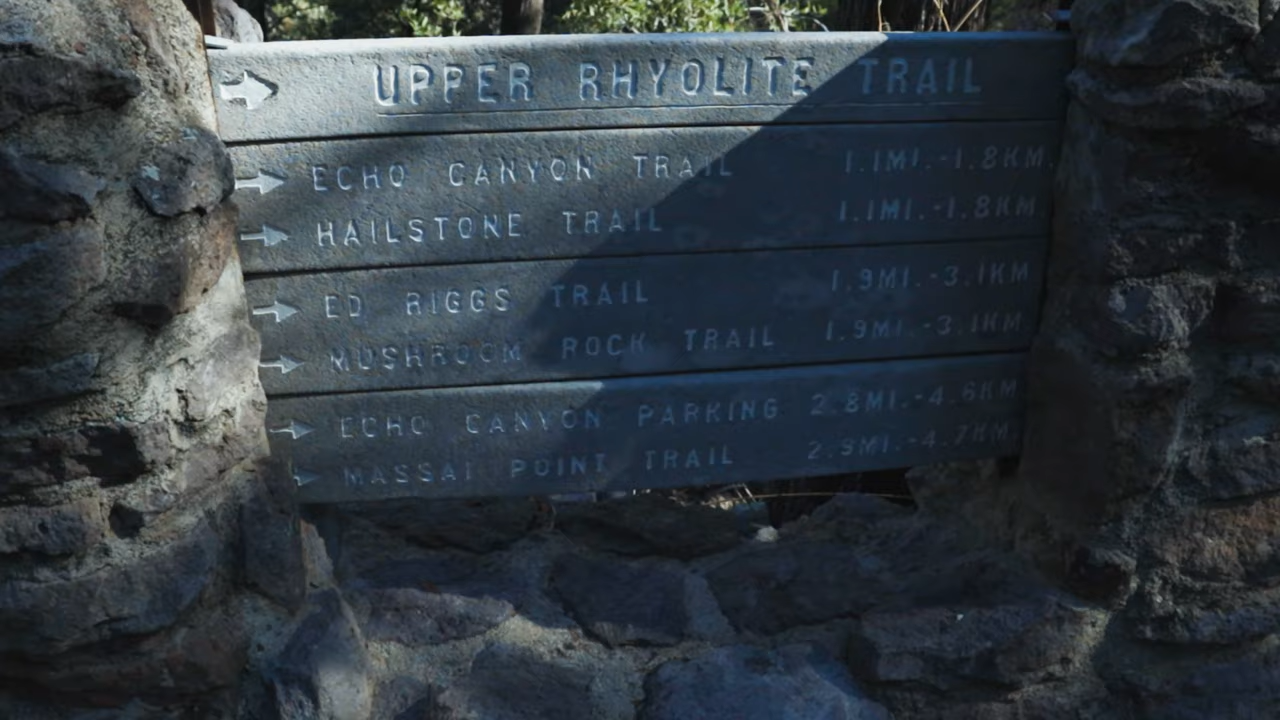 UPPER RHYOLITE TRAIL
ECHO CANYON TRAIL 1.1MI.-1.8KM.
HAILSTONE TRAIL 1.1MI.-1.8KM
ED RIGGS TRAIL 1.9MI.-3.1KM
MUSHROOM ROCK TRAIL 1.9MI.-3.1KM
ECHO CANYON PARKING 2.8MI.-4.6KM
MASSAI POINT TRAIL 2.9MI.-4.7KM